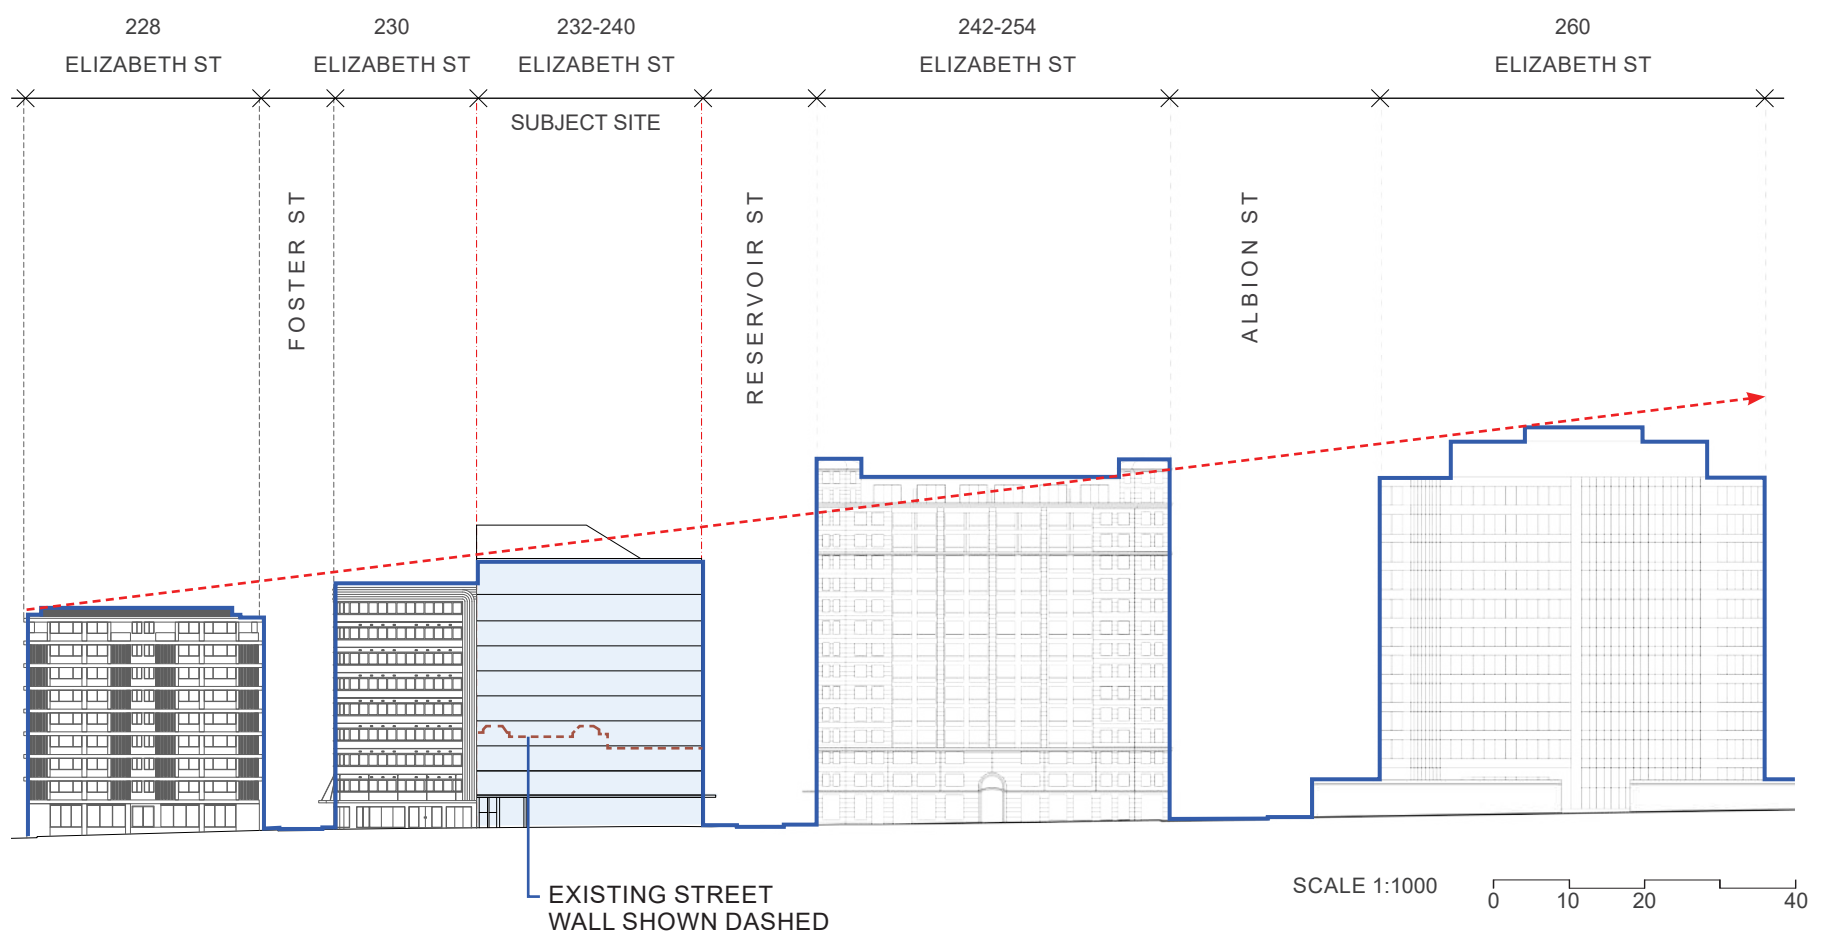 228
ELIZABETH ST
230
ELIZABETH ST
232-240
ELIZABETH ST
242-254
ELIZABETH ST
260
ELIZABETH ST
SUBJECT SITE
FOSTER ST
RESERVOIR ST
ALBION ST
EXISTING STREET
WALL SHOWN DASHED
SCALE 1:1000
0 10 20 40